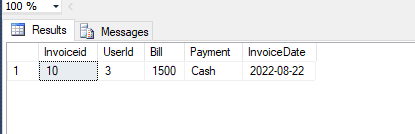 100 %
Results Messages
Invoiceid UserId Bill Payment InvoiceDate
1 10 3 1500 Cash 2022-08-22